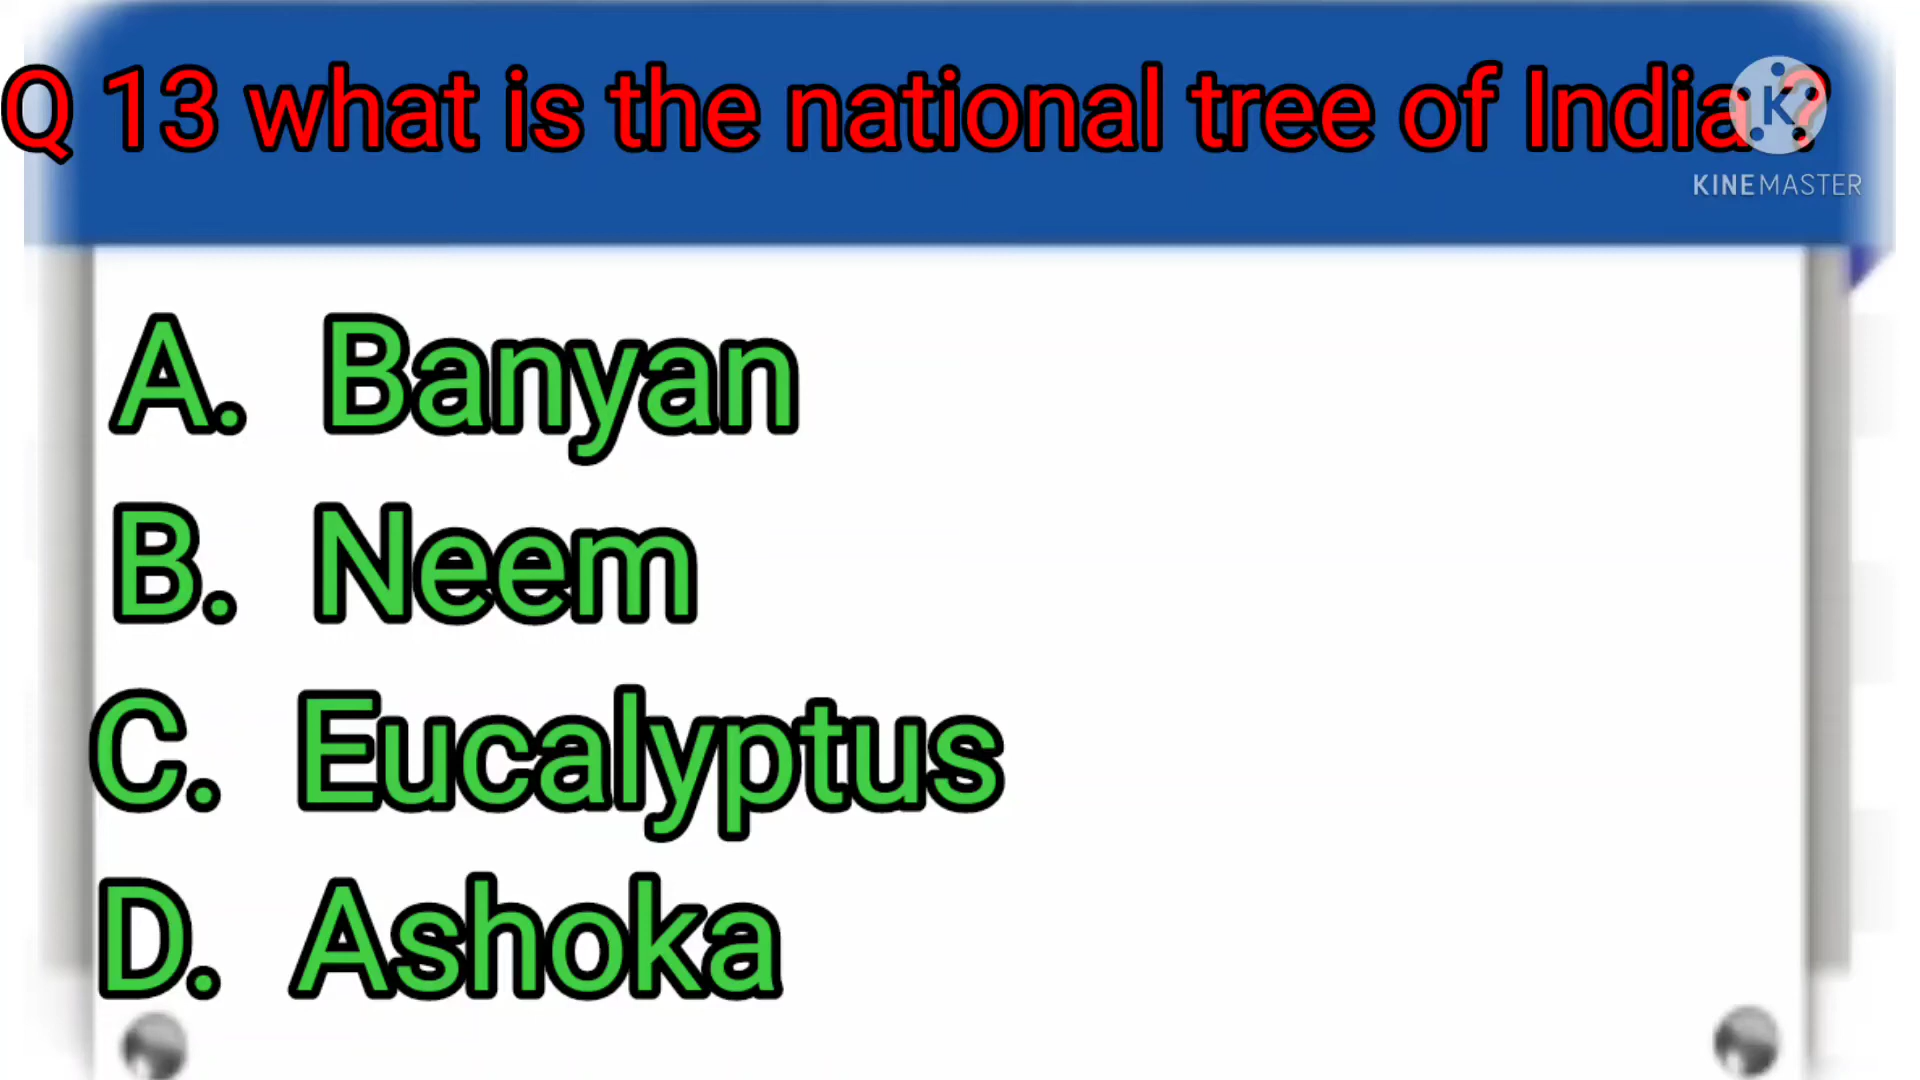 Q 13 what is the national tree of India ?
KINEMASTER
A. Banyan
B. Neem
C. Eucalyptus
D. Ashoka